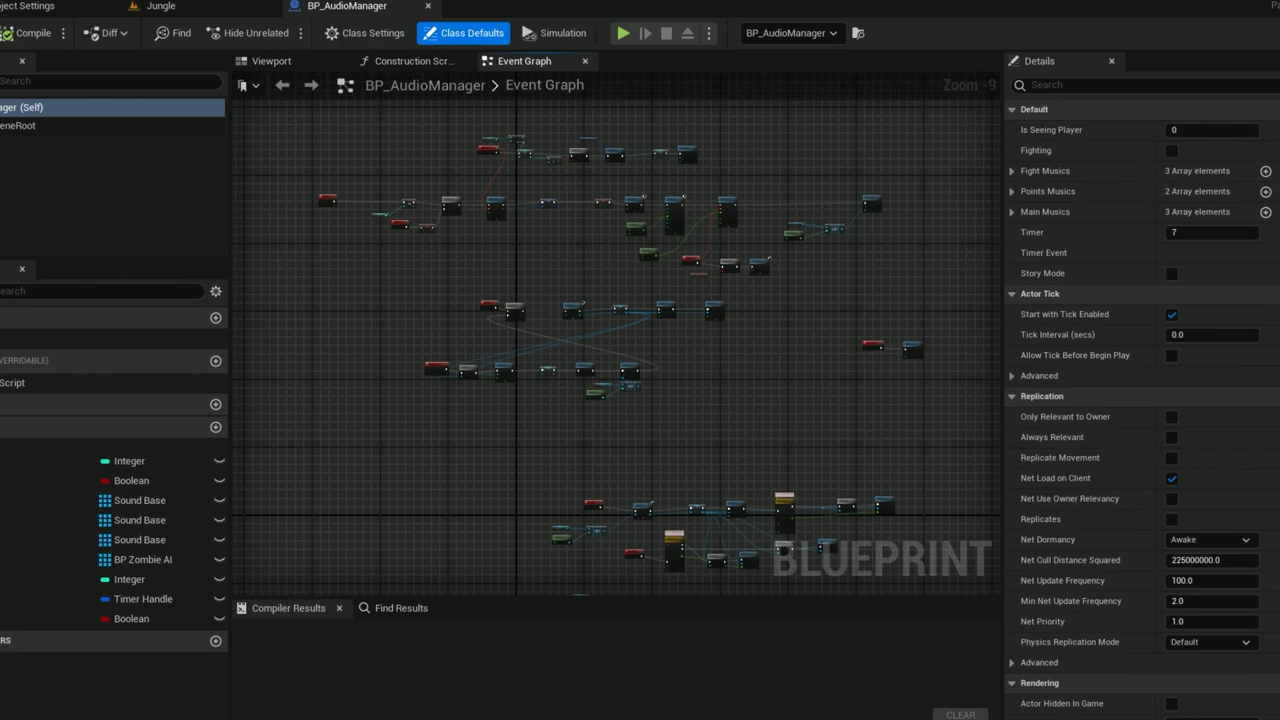 ject Settings
Jungle
BP_AudioManager
Compile
Diff
Find
Hide Unrelated
Class Settings
Class Defaults
Simulation
BP_AudioManager
Viewport
Construction Scr...
Event Graph
Details
Search
Search
BP_AudioManager > Event Graph
Zoom -9
ager (Self)
eneRoot
earch
VERRIDABLE)
Script
Integer
Boolean
Sound Base
Sound Base
Sound Base
BP Zombie AI
Integer
Timer Handle
Boolean
RS
BLUEPRINT
Compiler Results
Find Results
CLEAR
Default
Is Seeing Player 0
Fighting
Fight Musics 3 Array elements
Points Musics 2 Array elements
Main Musics 3 Array elements
Timer 7
Timer Event
Story Mode
Actor Tick
Start with Tick Enabled
Tick Interval (secs) 0.0
Allow Tick Before Begin Play
Advanced
Replication
Only Relevant to Owner
Always Relevant
Replicate Movement
Net Load on Client
Net Use Owner Relevancy
Replicates
Net Dormancy Awake
Net Cull Distance Squared 225000000.0
Net Update Frequency 100.0
Min Net Update Frequency 2.0
Net Priority 1.0
Physics Replication Mode Default
Advanced
Rendering
Actor Hidden In Game